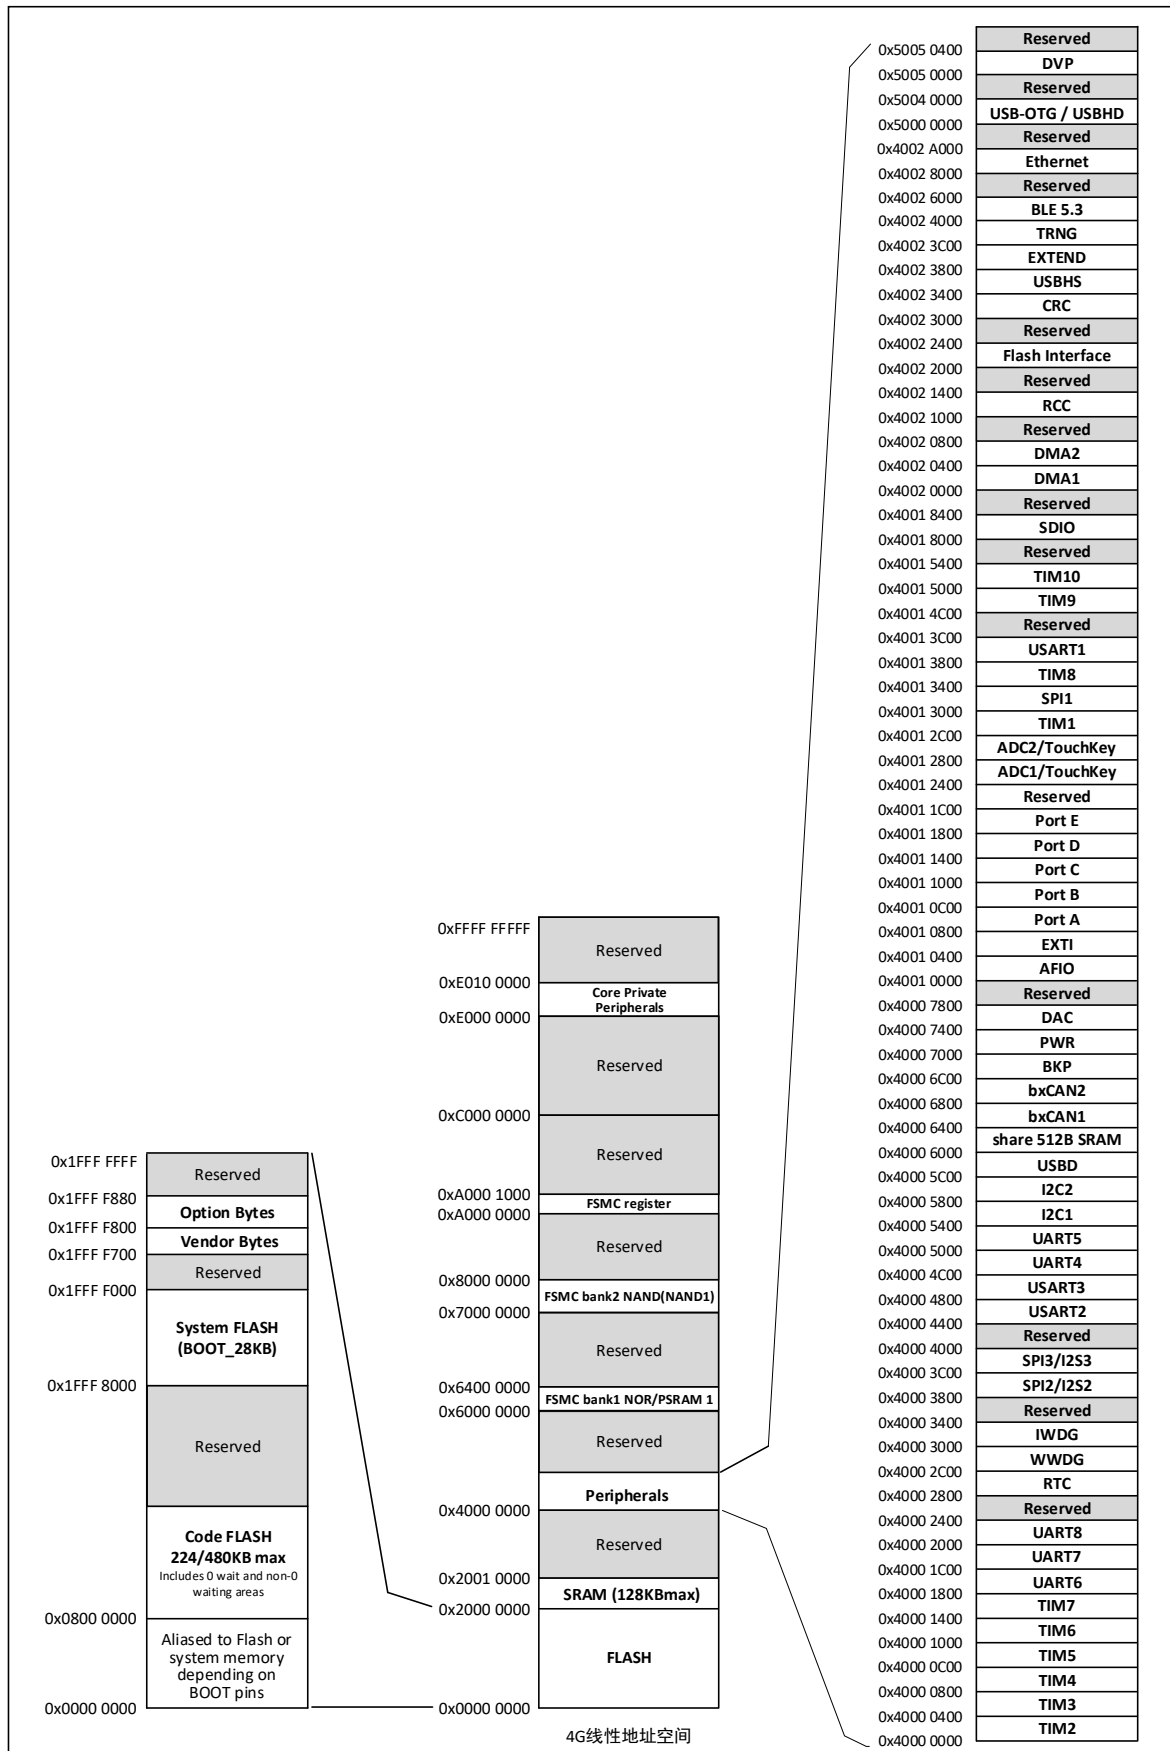 0x1FFF FFFF
Reserved
0x1FFF F880
Option Bytes
0x1FFF F800
Vendor Bytes
0x1FFF F700
Reserved
0x1FFF F000
System FLASH
(BOOT_28KB)
0x1FFF 8000
Reserved
Code FLASH
224/480KB max
Includes 0 wait and non-0
waiting areas
0x0800 0000
Aliased to Flash or
system memory
depending on
BOOT pins
0x0000 0000
0xFFFF FFFFF
Reserved
0xE010 0000
Core Private
Peripherals
0xE000 0000
Reserved
0xC000 0000
Reserved
0xA000 1000
FSMC register
0xA000 0000
Reserved
0x8000 0000
FSMC bank2 NAND(NAND1)
0x7000 0000
Reserved
0x6400 0000
FSMC bank1 NOR/PSRAM 1
0x6000 0000
Reserved
Peripherals
0x4000 0000
Reserved
0x2001 0000
SRAM (128KBmax)
0x2000 0000
FLASH
0x0000 0000
4G线性地址空间
Reserved
0x5005 0400
DVP
0x5005 0000
Reserved
0x5004 0000
USB-OTG / USBHD
0x5000 0000
Reserved
0x4002 A000
Ethernet
0x4002 8000
Reserved
0x4002 6000
BLE 5.3
0x4002 4000
TRNG
0x4002 3C00
EXTEND
0x4002 3800
USBHS
0x4002 3400
CRC
0x4002 3000
Reserved
0x4002 2400
Flash Interface
0x4002 2000
Reserved
0x4002 1400
RCC
0x4002 1000
Reserved
0x4002 0800
DMA2
0x4002 0400
DMA1
0x4002 0000
Reserved
0x4001 8400
SDIO
0x4001 8000
Reserved
0x4001 5400
TIM10
0x4001 5000
TIM9
0x4001 4C00
Reserved
0x4001 3C00
USART1
0x4001 3800
TIM8
0x4001 3400
SPI1
0x4001 3000
TIM1
0x4001 2C00
ADC2/TouchKey
0x4001 2800
ADC1/TouchKey
0x4001 2400
Reserved
0x4001 1C00
Port E
0x4001 1800
Port D
0x4001 1400
Port C
0x4001 1000
Port B
0x4001 0C00
Port A
0x4001 0800
EXTI
0x4001 0400
AFIO
0x4001 0000
Reserved
0x4000 7800
DAC
0x4000 7400
PWR
0x4000 7000
BKP
0x4000 6C00
bxCAN2
0x4000 6800
bxCAN1
0x4000 6400
share 512B SRAM
0x4000 6000
USBD
0x4000 5C00
I2C2
0x4000 5800
I2C1
0x4000 5400
UART5
0x4000 5000
UART4
0x4000 4C00
USART3
0x4000 4800
USART2
0x4000 4400
Reserved
0x4000 4000
SPI3/I2S3
0x4000 3C00
SPI2/I2S2
0x4000 3800
Reserved
0x4000 3400
IWDG
0x4000 3000
WWDG
0x4000 2C00
RTC
0x4000 2800
Reserved
0x4000 2400
UART8
0x4000 2000
UART7
0x4000 1C00
UART6
0x4000 1800
TIM7
0x4000 1400
TIM6
0x4000 1000
TIM5
0x4000 0C00
TIM4
0x4000 0800
TIM3
0x4000 0400
TIM2
0x4000 0000